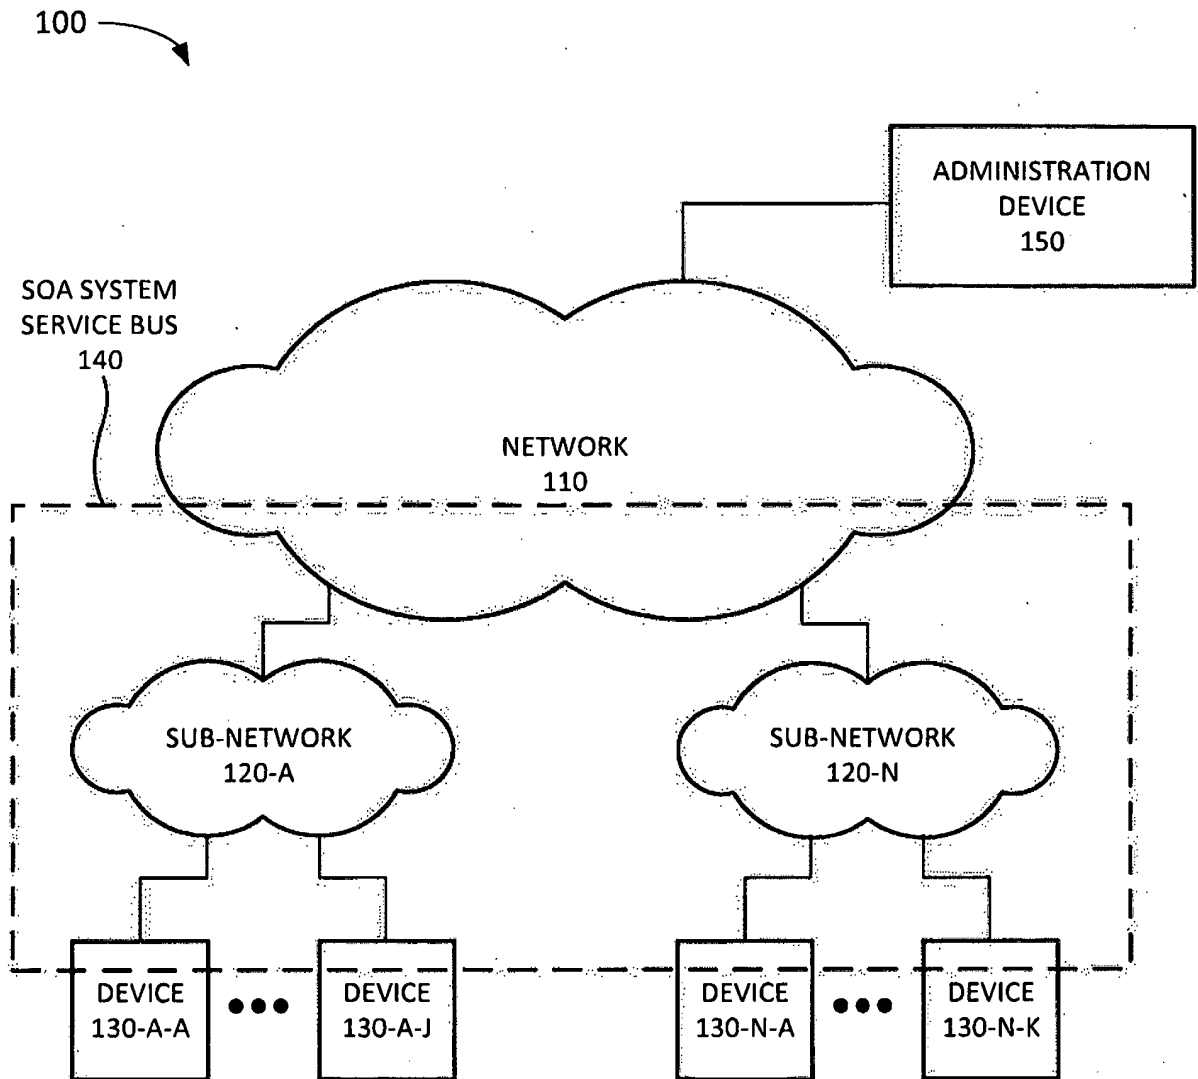 100
ADMINISTRATION
DEVICE
150
SOA SYSTEM
SERVICE BUS
140
NETWORK
110
SUB-NETWORK
120-A
SUB-NETWORK
120-N
DEVICE
130-A-A
DEVICE
130-A-J
DEVICE
130-N-A
DEVICE
130-N-K